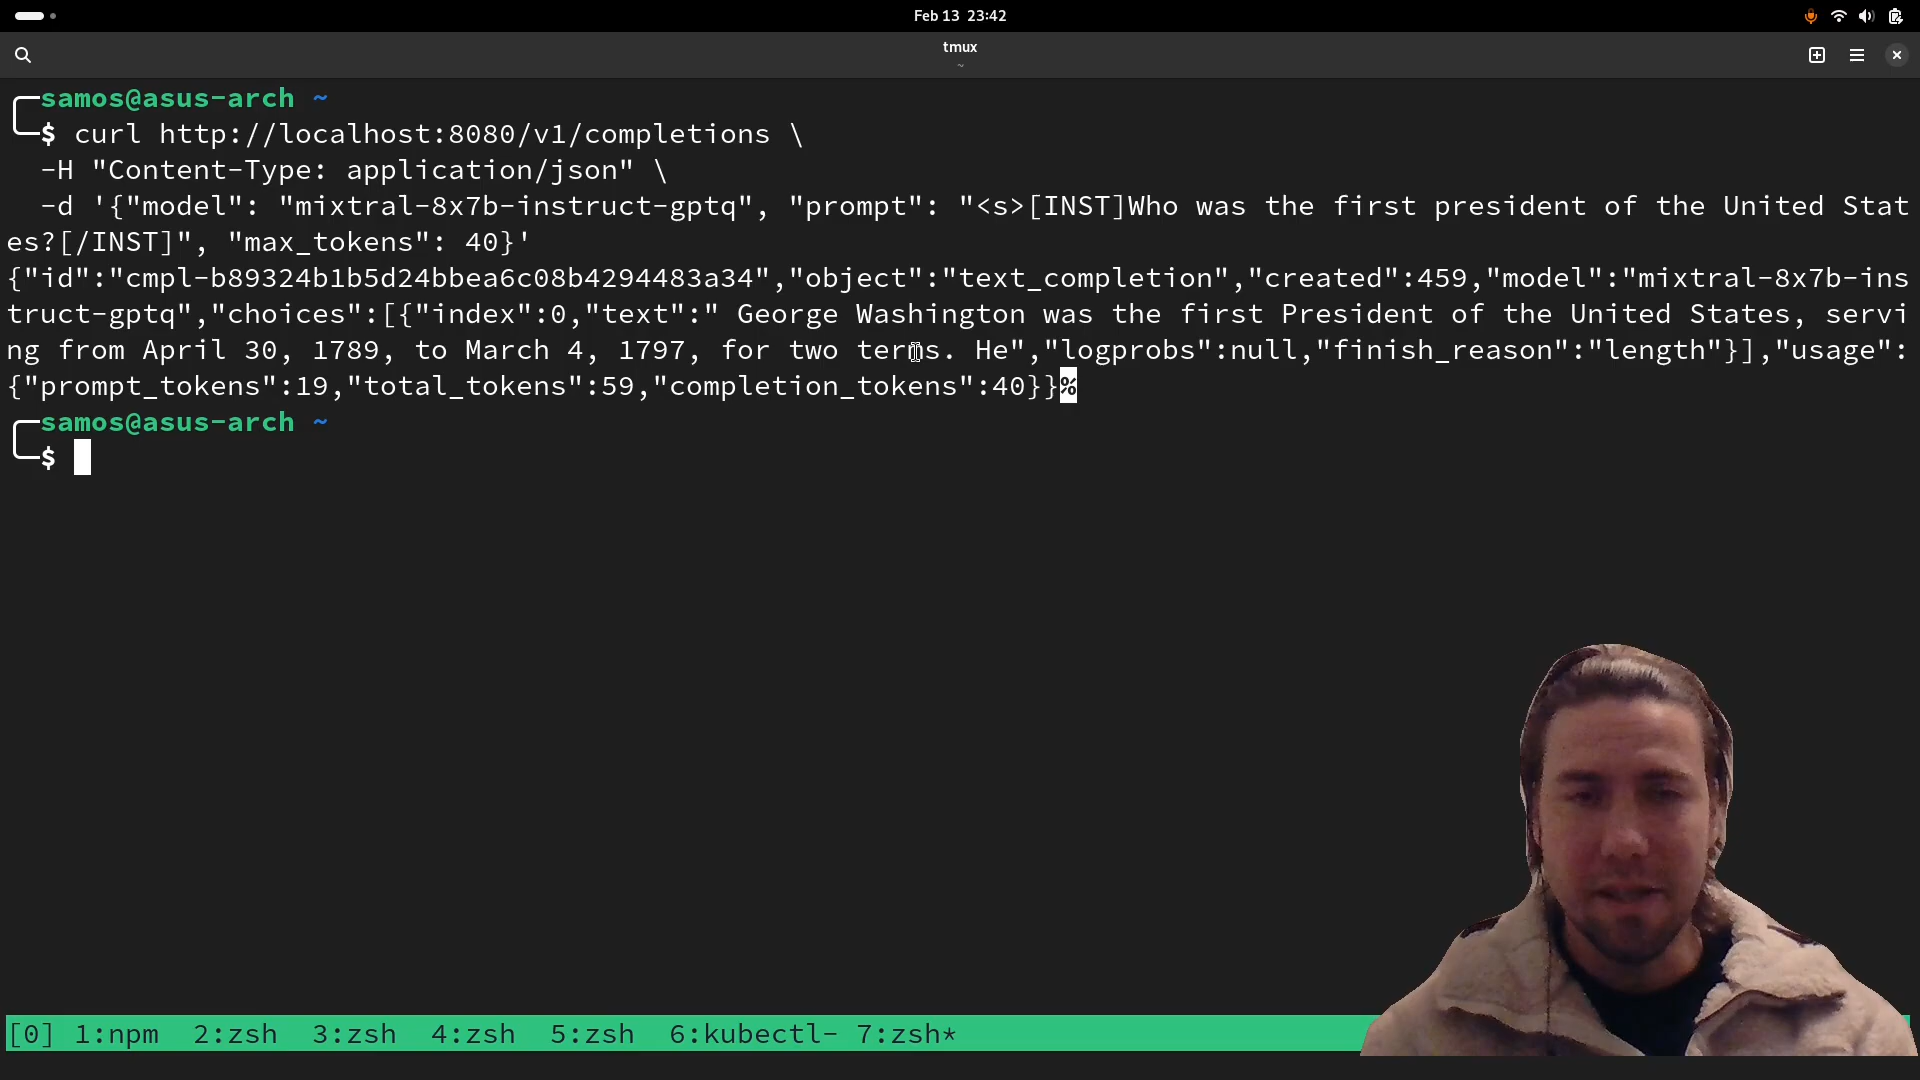 Feb 13 23:42
tmux
~
samos@asus-arch ~
$ curl http://localhost:8080/v1/completions \
-H "Content-Type: application/json" \
-d '{"model": "mixtral-8x7b-instruct-gptq", "prompt": "<s>[INST]Who was the first president of the United Stat
es?[/INST]", "max_tokens": 40}'
{"id":"cmpl-b89324b1b5d24bbea6c08b4294483a34","object":"text_completion","created":459,"model":"mixtral-8x7b-ins
truct-gptq","choices":[{"index":0,"text":" George Washington was the first President of the United States, servi
ng from April 30, 1789, to March 4, 1797, for two terms. He","logprobs":null,"finish_reason":"length"}],"usage":
{"prompt_tokens":19,"total_tokens":59,"completion_tokens":40}}%
samos@asus-arch ~
$
[0] 1:npm 2:zsh 3:zsh 4:zsh 5:zsh 6:kubectl- 7:zsh*